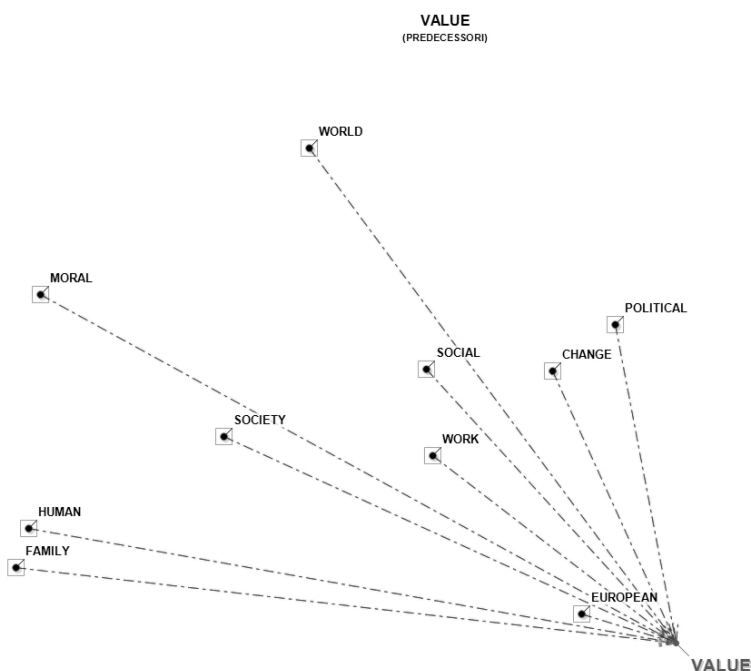 VALUE
(PREDECESSORI)
WORLD
MORAL
POLITICAL
SOCIAL
CHANGE
SOCIETY
WORK
HUMAN
FAMILY
EUROPEAN
VALUE